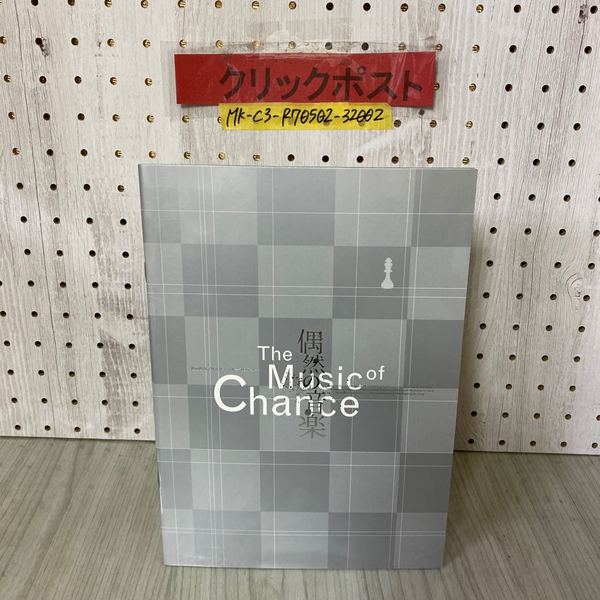 クリックポスト
MK-C3-R70502-32002
偶然の音楽
The
Music of
Chance